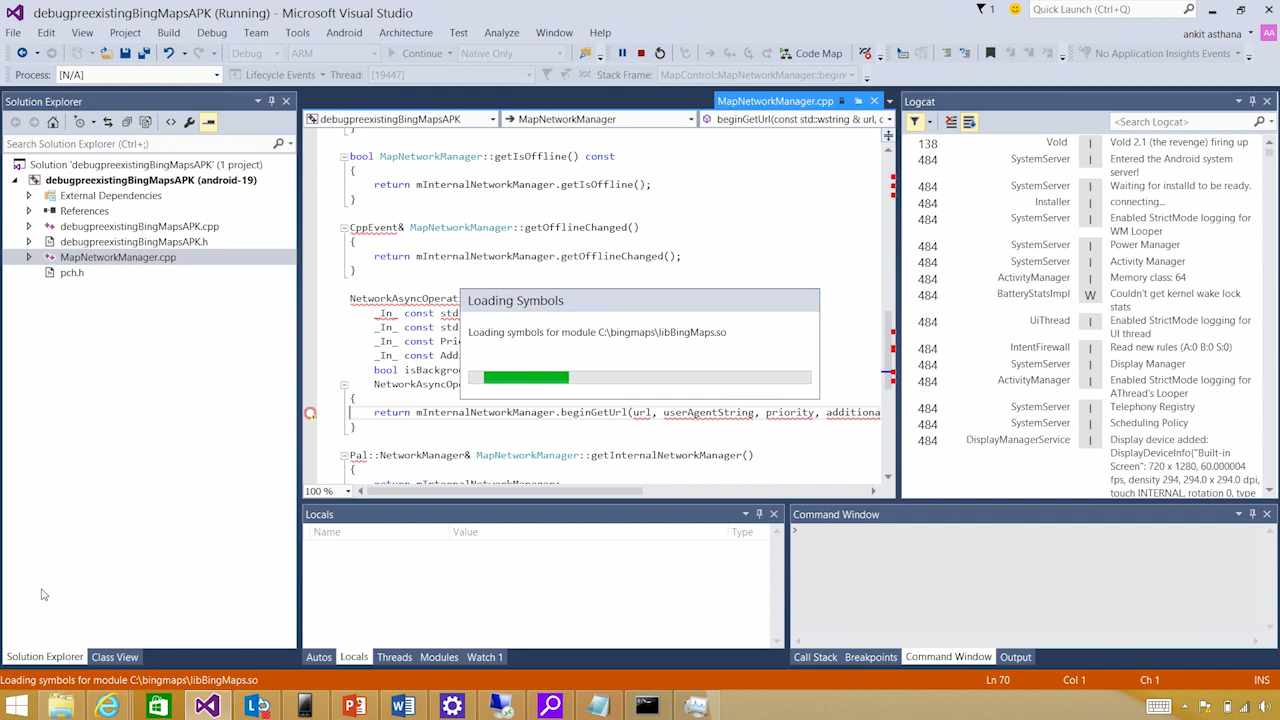 debugpreexistingBingMapsAPK (Running) - Microsoft Visual Studio
1
Quick Launch (Ctrl+Q)
File Edit View Project Build Debug Team Tools Android Architecture Test Analyze Window Help
ankit asthana
AA
Debug ARM Continue Native Only Code Map No Application Insights Events
Process: [N/A] Lifecycle Events Thread: [19447] Stack Frame: MapControl::MapNetworkManager::begin
Solution Explorer
Search Solution Explorer (Ctrl+;)
Solution 'debugpreexistingBingMapsAPK' (1 project)
debugpreexistingBingMapsAPK (android-19)
External Dependencies
References
debugpreexistingBingMapsAPK.cpp
debugpreexistingBingMapsAPK.h
MapNetworkManager.cpp
pch.h
Solution Explorer Class View
MapNetworkManager.cpp
debugpreexistingBingMapsAPK MapNetworkManager beginGetUrl(const std::wstring & url, co
}
bool MapNetworkManager::getIsOffline() const
{
return mInternalNetworkManager.getIsOffline();
}
CppEvent& MapNetworkManager::getOfflineChanged()
{
return mInternalNetworkManager.getOfflineChanged();
}
NetworkAsyncOperat
_In_ const std
_In_ const std
_In_ const Pri
_In_ const Add
bool isBackgro
NetworkAsyncOpe
{
return mInternalNetworkManager.beginGetUrl(url, userAgentString, priority, additiona
}
Pal::NetworkManager& MapNetworkManager::getInternalNetworkManager()
{
return mInternalNetworkManager;
100 %
Loading Symbols
Loading symbols for module C:\bingmaps\libBingMaps.so
Logcat
<Search Logcat>
138 Vold I Vold 2.1 (the revenge) firing up
484 SystemServer I Entered the Android system
server!
484 SystemServer I Waiting for installd to be ready.
484 Installer I connecting...
484 SystemServer I Enabled StrictMode logging for
WM Looper
484 SystemServer I Power Manager
484 SystemServer I Activity Manager
484 ActivityManager I Memory class: 64
484 BatteryStatsImpl W Couldn't get kernel wake lock
stats
484 UiThread I Enabled StrictMode logging for
UI thread
484 IntentFirewall I Read new rules (A:0 B:0 S:0)
484 SystemServer I Display Manager
484 ActivityManager I Enabled StrictMode logging for
AThread's Looper
484 SystemServer I Telephony Registry
484 SystemServer I Scheduling Policy
484 DisplayManagerService I Display device added:
DisplayDeviceInfo{"Built-in
Screen": 720 x 1280, 60.000004
fps, density 294, 294.0 x 294.0 dpi,
touch INTERNAL, rotation 0, type
Locals
Name Value Type
Autos Locals Threads Modules Watch 1
Command Window
>
Call Stack Breakpoints Command Window Output
Loading symbols for module C:\bingmaps\libBingMaps.so
Ln 70 Col 1 Ch 1 INS